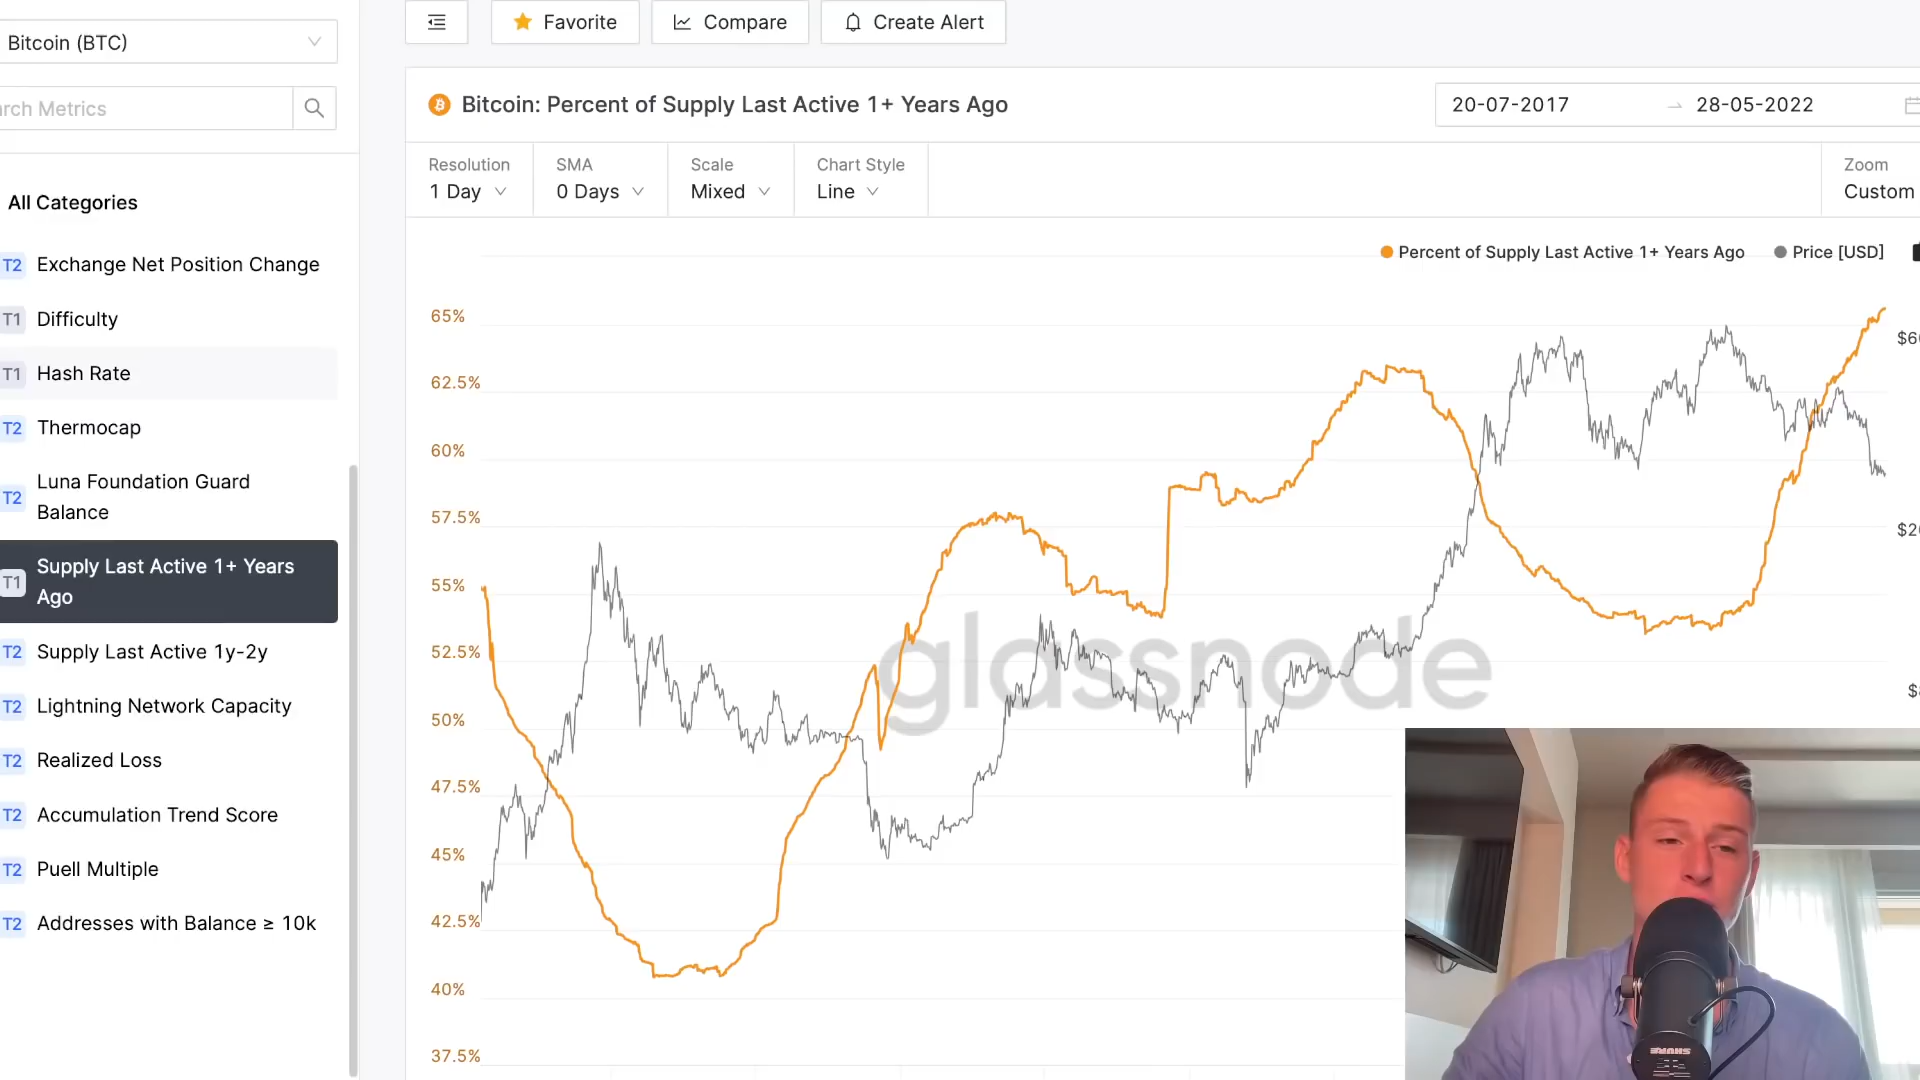 Favorite
Compare
Create Alert
Bitcoin (BTC)
rch Metrics
Bitcoin: Percent of Supply Last Active 1+ Years Ago
20-07-2017
28-05-2022
Resolution
1 Day
SMA
0 Days
Scale
Mixed
Chart Style
Line
Zoom
Custom
All Categories
T2 Exchange Net Position Change
T1 Difficulty
T1 Hash Rate
T2 Thermocap
T2 Luna Foundation Guard
Balance
T1 Supply Last Active 1+ Years
Ago
T2 Supply Last Active 1y-2y
T2 Lightning Network Capacity
T2 Realized Loss
T2 Accumulation Trend Score
T2 Puell Multiple
T2 Addresses with Balance ≥ 10k
Percent of Supply Last Active 1+ Years Ago
Price [USD]
65%
62.5%
60%
57.5%
55%
52.5%
50%
47.5%
45%
42.5%
40%
37.5%
glassnode
SHURE